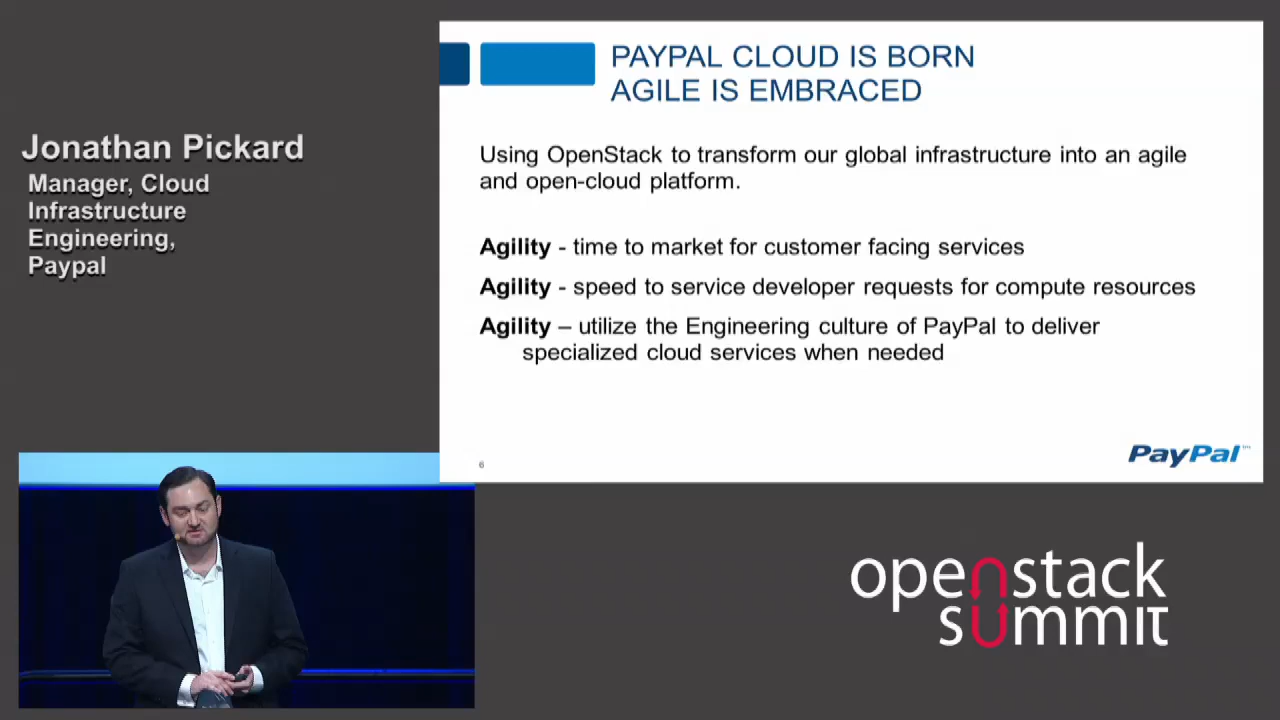 Jonathan Pickard
Manager, Cloud
Infrastructure
Engineering,
Paypal
PAYPAL CLOUD IS BORN
AGILE IS EMBRACED
Using OpenStack to transform our global infrastructure into an agile
and open-cloud platform.
Agility - time to market for customer facing services
Agility - speed to service developer requests for compute resources
Agility – utilize the Engineering culture of PayPal to deliver
specialized cloud services when needed
6
PayPal™
openstack
summit